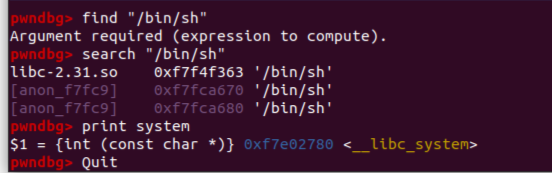 pwndbg> find "/bin/sh"
Argument required (expression to compute).
pwndbg> search "/bin/sh"
libc-2.31.so    0xf7f4f363 '/bin/sh'
[anon_f7fc9]    0xf7fca670 '/bin/sh'
[anon_f7fc9]    0xf7fca680 '/bin/sh'
pwndbg> print system
$1 = {int (const char *)} 0xf7e02780 <__libc_system>
pwndbg> Quit